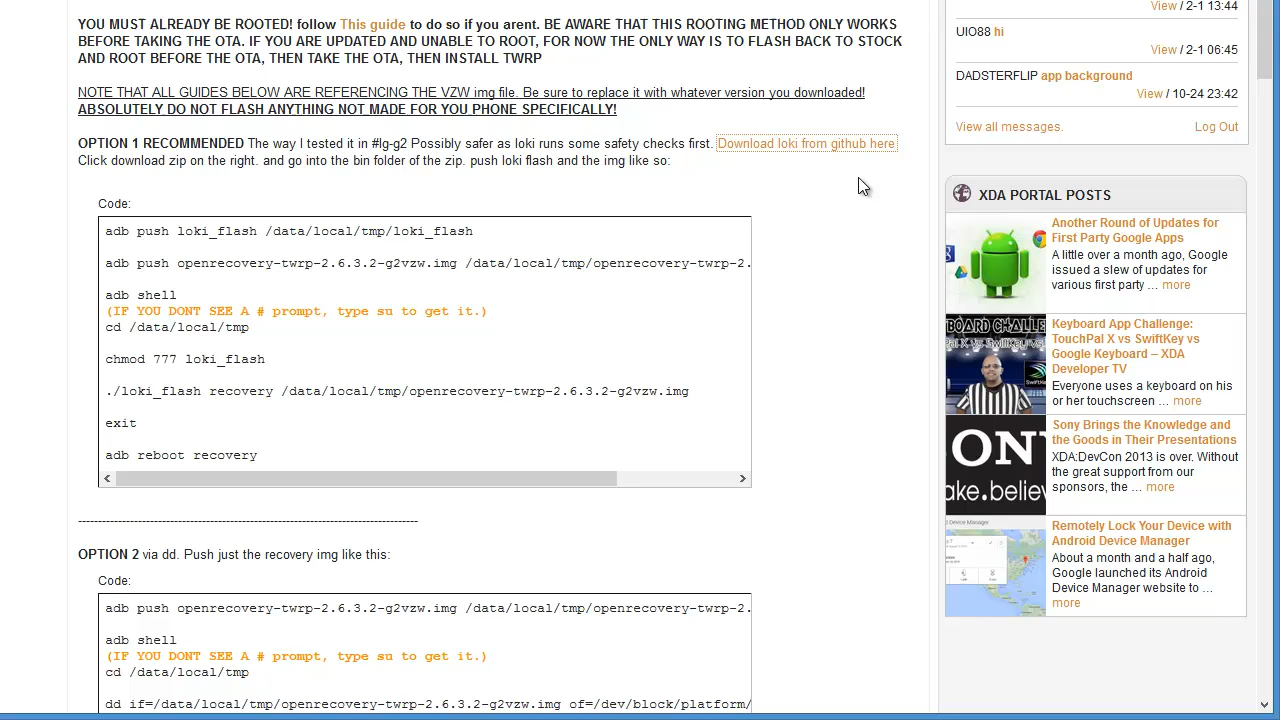 YOU MUST ALREADY BE ROOTED! follow This guide to do so if you arent. BE AWARE THAT THIS ROOTING METHOD ONLY WORKS
BEFORE TAKING THE OTA. IF YOU ARE UPDATED AND UNABLE TO ROOT, FOR NOW THE ONLY WAY IS TO FLASH BACK TO STOCK
AND ROOT BEFORE THE OTA, THEN TAKE THE OTA, THEN INSTALL TWRP
NOTE THAT ALL GUIDES BELOW ARE REFERENCING THE VZW img file. Be sure to replace it with whatever version you downloaded!
ABSOLUTELY DO NOT FLASH ANYTHING NOT MADE FOR YOU PHONE SPECIFICALLY!
OPTION 1 RECOMMENDED The way I tested it in #lg-g2 Possibly safer as loki runs some safety checks first. Download loki from github here
Click download zip on the right. and go into the bin folder of the zip. push loki flash and the img like so:
Code:
adb push loki_flash /data/local/tmp/loki_flash
adb push openrecovery-twrp-2.6.3.2-g2vzw.img /data/local/tmp/openrecovery-twrp-2.
adb shell
(IF YOU DONT SEE A # prompt, type su to get it.)
cd /data/local/tmp
chmod 777 loki_flash
./loki_flash recovery /data/local/tmp/openrecovery-twrp-2.6.3.2-g2vzw.img
exit
adb reboot recovery
--------------------------------------------------------------------------------
OPTION 2 via dd. Push just the recovery img like this:
Code:
adb push openrecovery-twrp-2.6.3.2-g2vzw.img /data/local/tmp/openrecovery-twrp-2.
adb shell
(IF YOU DONT SEE A # prompt, type su to get it.)
cd /data/local/tmp
dd if=/data/local/tmp/openrecovery-twrp-2.6.3.2-g2vzw.img of=/dev/block/platform/
View / 2-1 13:44
UIO88 hi
View / 2-1 06:45
DADSTERFLIP app background
View / 10-24 23:42
View all messages.
Log Out
XDA PORTAL POSTS
Another Round of Updates for
First Party Google Apps
A little over a month ago, Google
issued a slew of updates for
various first party ... more
Keyboard App Challenge:
TouchPal X vs SwiftKey vs
Google Keyboard – XDA
Developer TV
Everyone uses a keyboard on his
or her touchscreen ... more
Sony Brings the Knowledge and
the Goods in Their Presentations
XDA:DevCon 2013 is over. Without
the great support from our
sponsors, the ... more
ONY
ake.believ
Remotely Lock Your Device with
Android Device Manager
About a month and a half ago,
Google launched its Android
Device Manager website to ...
more